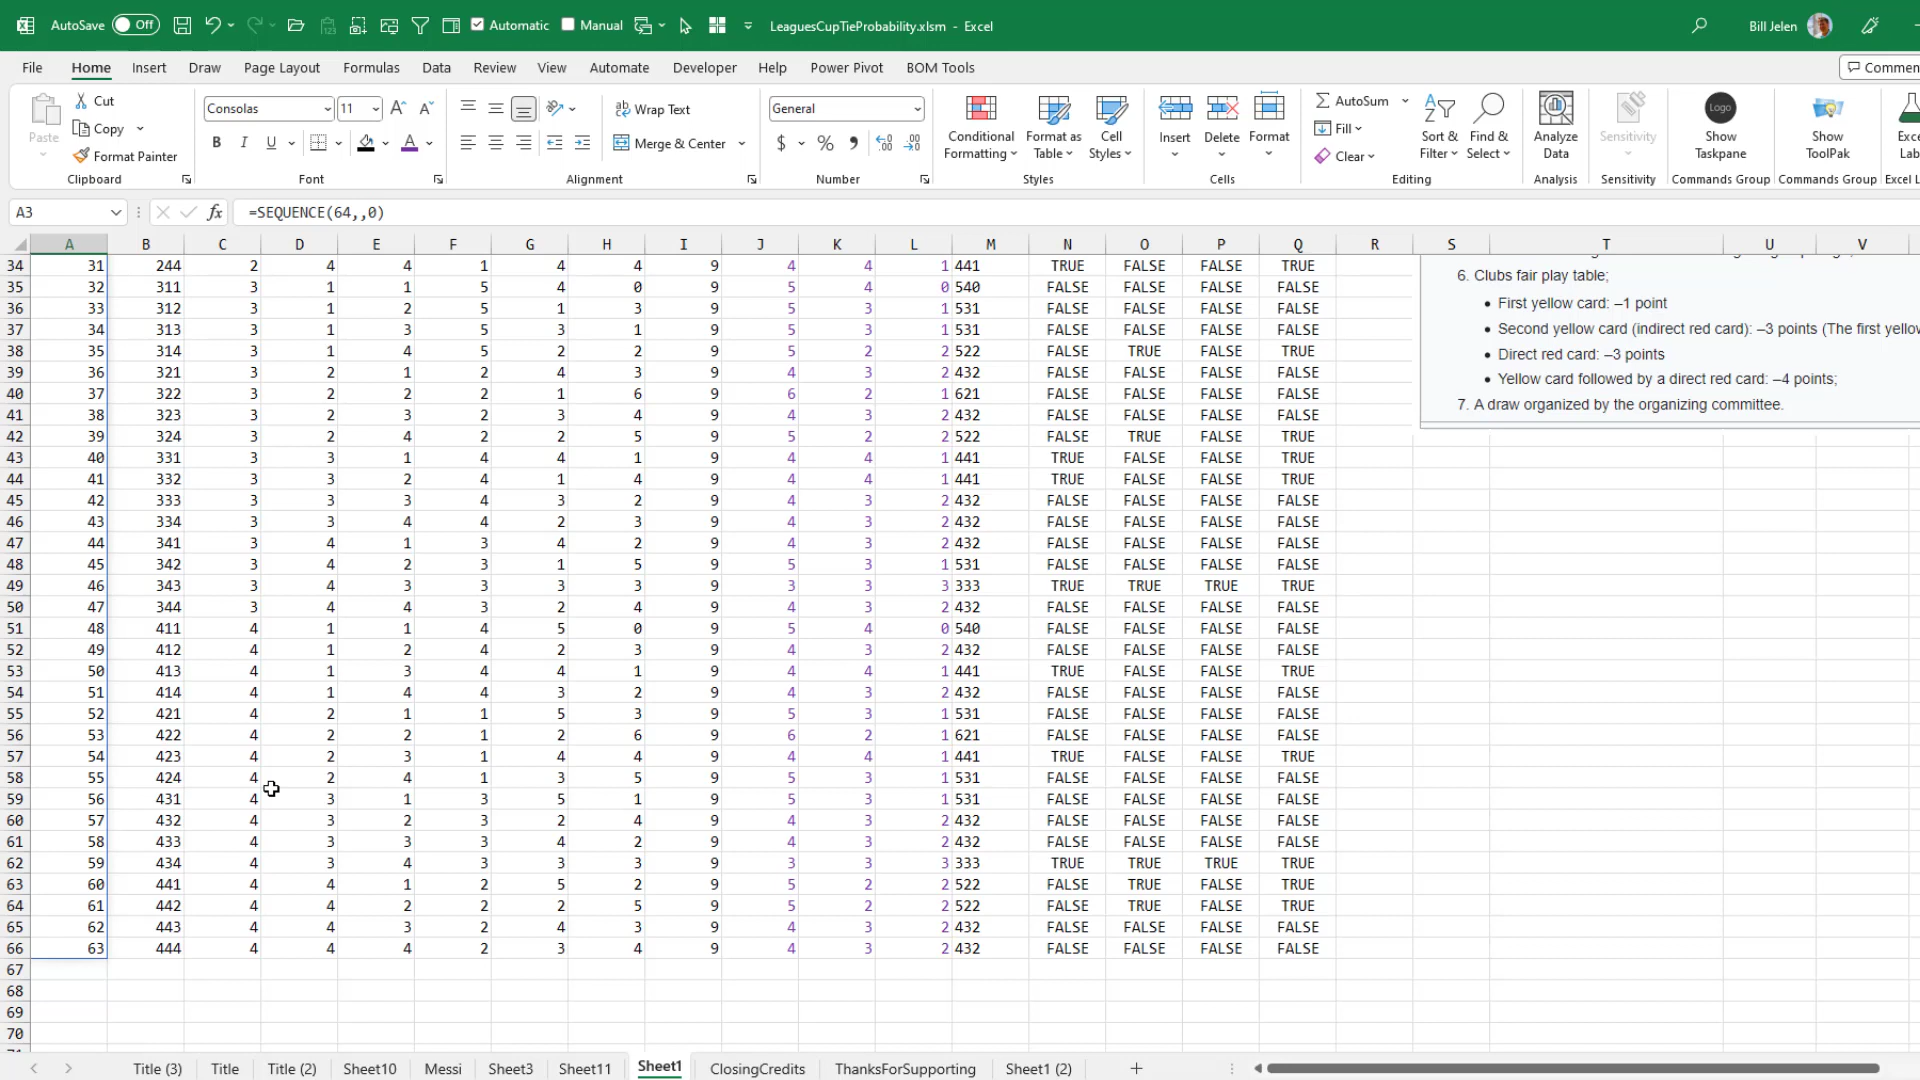 AutoSave Off Automatic Manual LeaguesCupTieProbability.xlsm - Excel Bill Jelen
File Home Insert Draw Page Layout Formulas Data Review View Automate Developer Help Power Pivot BOM Tools Commen
Paste Cut Copy Format Painter Clipboard
Consolas 11 B I U A Font
Wrap Text Merge & Center Alignment
General $ % Number
Conditional Formatting Format as Table Cell Styles Styles
Insert Delete Format Cells
AutoSum Fill Clear Sort & Filter Find & Select Editing
Analyze Data Analysis
Sensitivity Sensitivity
Logo Show Taskpane Commands Group
Show ToolPak Commands Group
Exce Lab Excel L
A3 fx =SEQUENCE(64,,0)
A B C D E F G H I J K L M N O P Q R S T U V
34 31 244 2 4 4 1 4 4 9 4 4 1 441 TRUE FALSE FALSE TRUE
35 32 311 3 1 1 5 4 0 9 5 4 0 540 FALSE FALSE FALSE FALSE
36 33 312 3 1 2 5 1 3 9 5 3 1 531 FALSE FALSE FALSE FALSE
37 34 313 3 1 3 5 3 1 9 5 3 1 531 FALSE FALSE FALSE FALSE
38 35 314 3 1 4 5 2 2 9 5 2 2 522 FALSE TRUE FALSE TRUE
39 36 321 3 2 1 2 4 3 9 4 3 2 432 FALSE FALSE FALSE FALSE
40 37 322 3 2 2 2 1 6 9 6 2 1 621 FALSE FALSE FALSE FALSE
41 38 323 3 2 3 2 3 4 9 4 3 2 432 FALSE FALSE FALSE FALSE
42 39 324 3 2 4 2 2 5 9 5 2 2 522 FALSE TRUE FALSE TRUE
43 40 331 3 3 1 4 4 1 9 4 4 1 441 TRUE FALSE FALSE TRUE
44 41 332 3 3 2 4 1 4 9 4 4 1 441 TRUE FALSE FALSE TRUE
45 42 333 3 3 3 4 3 2 9 4 3 2 432 FALSE FALSE FALSE FALSE
46 43 334 3 3 4 4 2 3 9 4 3 2 432 FALSE FALSE FALSE FALSE
47 44 341 3 4 1 3 4 2 9 4 3 2 432 FALSE FALSE FALSE FALSE
48 45 342 3 4 2 3 1 5 9 5 3 1 531 FALSE FALSE FALSE FALSE
49 46 343 3 4 3 3 3 3 9 3 3 3 333 TRUE TRUE TRUE TRUE
50 47 344 3 4 4 3 2 4 9 4 3 2 432 FALSE FALSE FALSE FALSE
51 48 411 4 1 1 4 5 0 9 5 4 0 540 FALSE FALSE FALSE FALSE
52 49 412 4 1 2 4 2 3 9 4 3 2 432 FALSE FALSE FALSE FALSE
53 50 413 4 1 3 4 4 1 9 4 4 1 441 TRUE FALSE FALSE TRUE
54 51 414 4 1 4 4 3 2 9 4 3 2 432 FALSE FALSE FALSE FALSE
55 52 421 4 2 1 1 5 3 9 5 3 1 531 FALSE FALSE FALSE FALSE
56 53 422 4 2 2 1 2 6 9 6 2 1 621 FALSE FALSE FALSE FALSE
57 54 423 4 2 3 1 4 4 9 4 4 1 441 TRUE FALSE FALSE TRUE
58 55 424 4 2 4 1 3 5 9 5 3 1 531 FALSE FALSE FALSE FALSE
59 56 431 4 3 1 3 5 1 9 5 3 1 531 FALSE FALSE FALSE FALSE
60 57 432 4 3 2 3 2 4 9 4 3 2 432 FALSE FALSE FALSE FALSE
61 58 433 4 3 3 3 4 2 9 4 3 2 432 FALSE FALSE FALSE FALSE
62 59 434 4 3 4 3 3 3 9 3 3 3 333 TRUE TRUE TRUE TRUE
63 60 441 4 4 1 2 5 2 9 5 2 2 522 FALSE TRUE FALSE TRUE
64 61 442 4 4 2 2 2 5 9 5 2 2 522 FALSE TRUE FALSE TRUE
65 62 443 4 4 3 2 4 3 9 4 3 2 432 FALSE FALSE FALSE FALSE
66 63 444 4 4 4 2 3 4 9 4 3 2 432 FALSE FALSE FALSE FALSE
67
68
69
70
6. Clubs fair play table;
• First yellow card: –1 point
• Second yellow card (indirect red card): –3 points (The first yellov
• Direct red card: –3 points
• Yellow card followed by a direct red card: –4 points;
7. A draw organized by the organizing committee.
Title (3) Title Title (2) Sheet10 Messi Sheet3 Sheet11 Sheet1 ClosingCredits ThanksForSupporting Sheet1 (2)